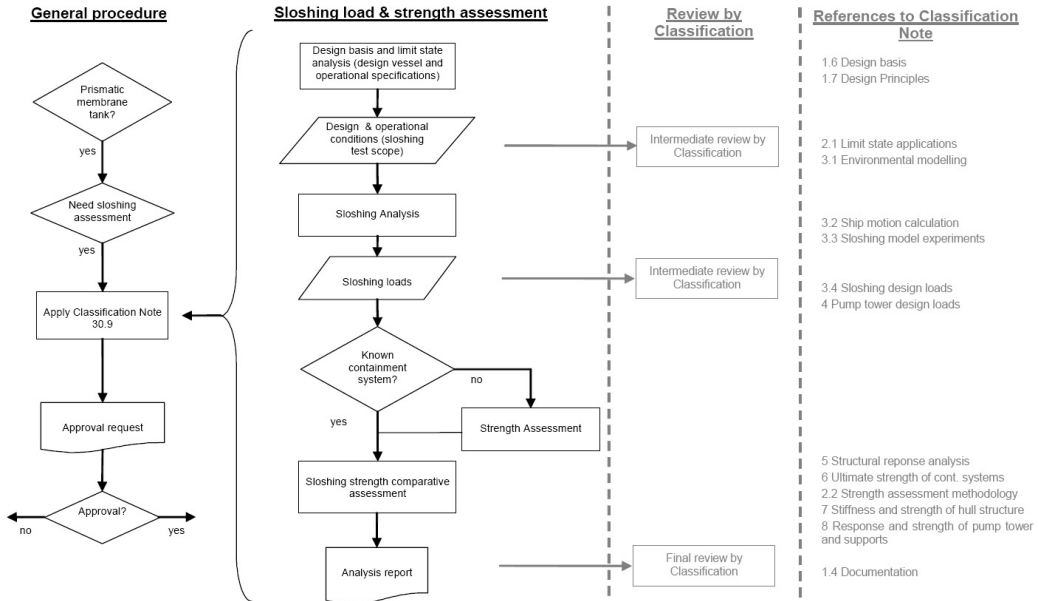 General procedure
Prismatic
membrane
tank?
yes
Need sloshing
assessment
yes
Apply Classification Note
30.9
Approval request
Approval?
no
yes
Sloshing load & strength assessment
Design basis and limit state
analysis (design vessel and
operational specifications)
Design & operational
conditions (sloshing
test scope)
Sloshing Analysis
Sloshing loads
Known
containment
system?
no
yes
Strength Assessment
Sloshing strength comparative
assessment
Analysis report
Review by
Classification
Intermediate review by
Classification
Intermediate review by
Classification
Final review by
Classification
References to Classification
Note
1.6 Design basis
1.7 Design Principles
2.1 Limit state applications
3.1 Environmental modelling
3.2 Ship motion calculation
3.3 Sloshing model experiments
3.4 Sloshing design loads
4 Pump tower design loads
5 Structural reponse analysis
6 Ultimate strength of cont. systems
2.2 Strength assessment methodology
7 Stiffness and strength of hull structure
8 Response and strength of pump tower
and supports
1.4 Documentation